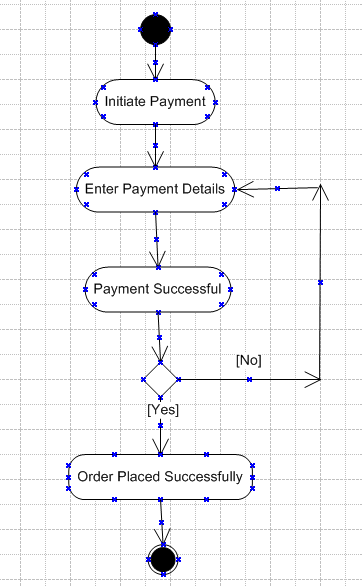 Initiate Payment
Enter Payment Details
Payment Successful
[No]
[Yes]
Order Placed Successfully